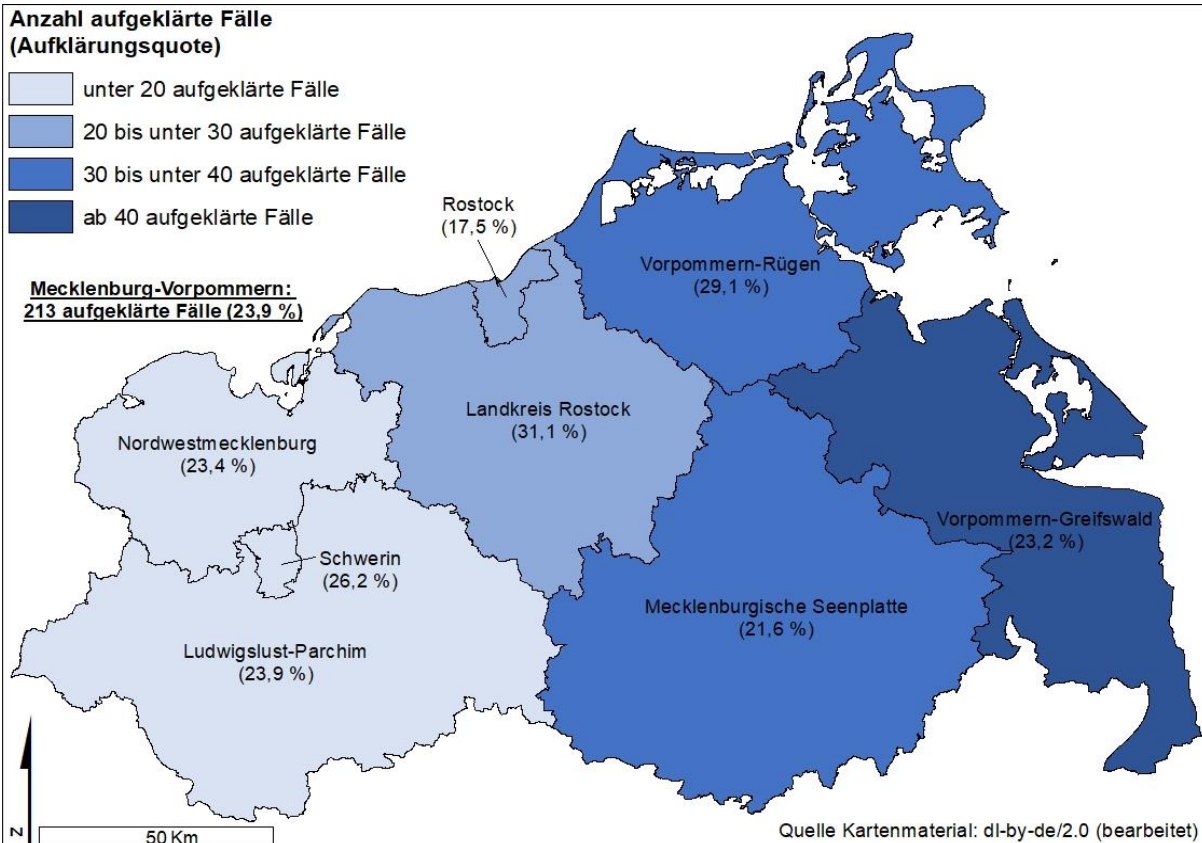 Anzahl aufgeklärte Fälle
(Aufklärungsquote)
unter 20 aufgeklärte Fälle
20 bis unter 30 aufgeklärte Fälle
30 bis unter 40 aufgeklärte Fälle
ab 40 aufgeklärte Fälle
Mecklenburg-Vorpommern:
213 aufgeklärte Fälle (23,9 %)
Rostock
(17,5 %)
Vorpommern-Rügen
(29,1 %)
Landkreis Rostock
(31,1 %)
Nordwestmecklenburg
(23,4 %)
Schwerin
(26,2 %)
Vorpommern-Greifswald
(23,2 %)
Mecklenburgische Seenplatte
(21,6 %)
Ludwigslust-Parchim
(23,9 %)
N
50 Km
Quelle Kartenmaterial: dl-by-de/2.0 (bearbeitet)